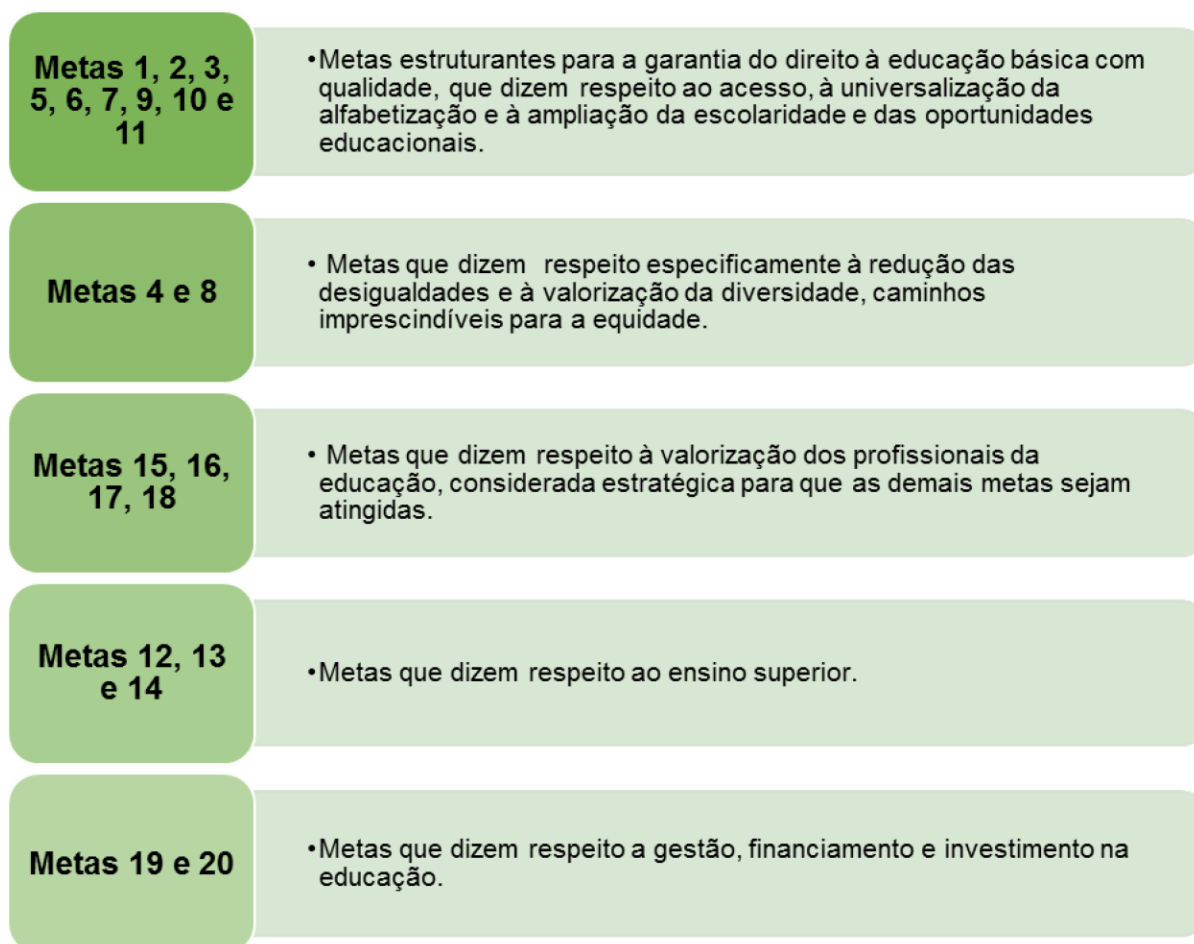 Metas 1, 2, 3,
5, 6, 7, 9, 10 e
11
•Metas estruturantes para a garantia do direito à educação básica com
qualidade, que dizem respeito ao acesso, à universalização da
alfabetização e à ampliação da escolaridade e das oportunidades
educacionais.
Metas 4 e 8
• Metas que dizem respeito especificamente à redução das
desigualdades e à valorização da diversidade, caminhos
imprescindíveis para a equidade.
Metas 15, 16,
17, 18
• Metas que dizem respeito à valorização dos profissionais da
educação, considerada estratégica para que as demais metas sejam
atingidas.
Metas 12, 13
e 14
•Metas que dizem respeito ao ensino superior.
Metas 19 e 20
•Metas que dizem respeito a gestão, financiamento e investimento na
educação.